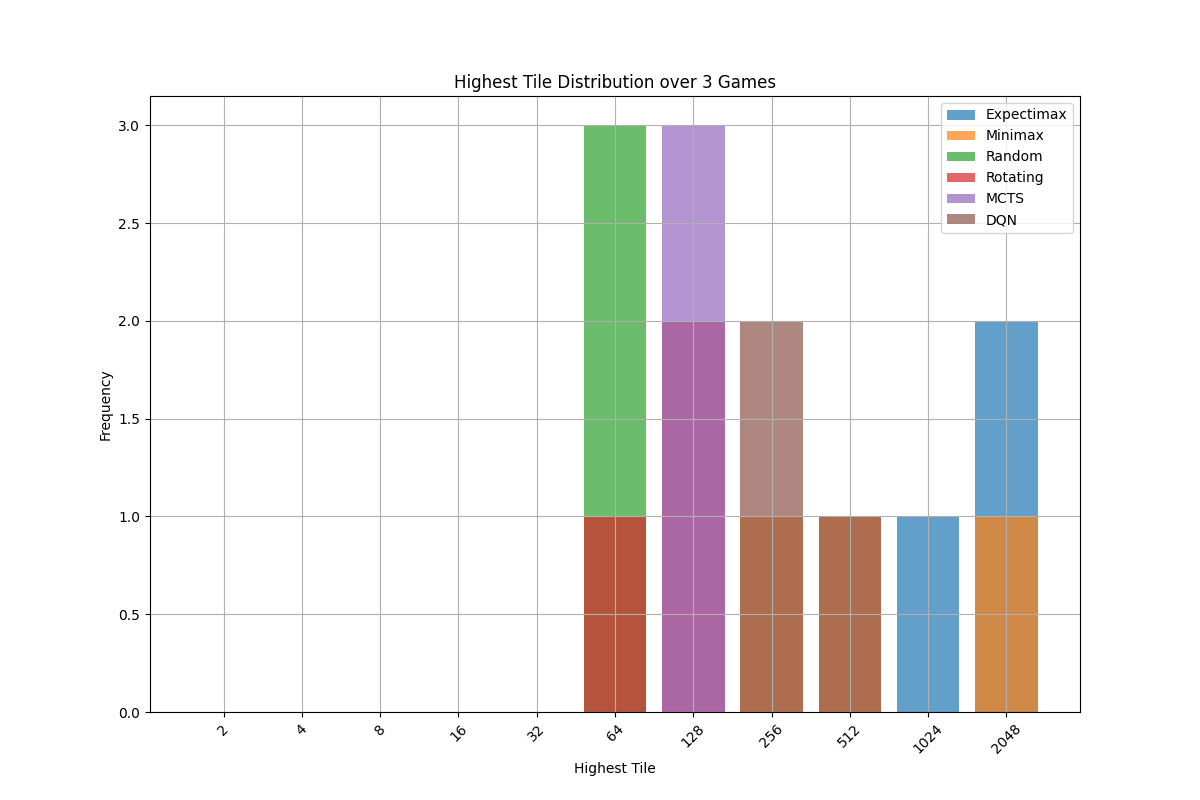 Highest Tile Distribution over 3 Games
Expectimax
Minimax
Random
Rotating
MCTS
DQN
Frequency
3.0
2.5
2.0
1.5
1.0
0.5
0.0
2 4 8 16 32 64 128 256 512 1024 2048
Highest Tile